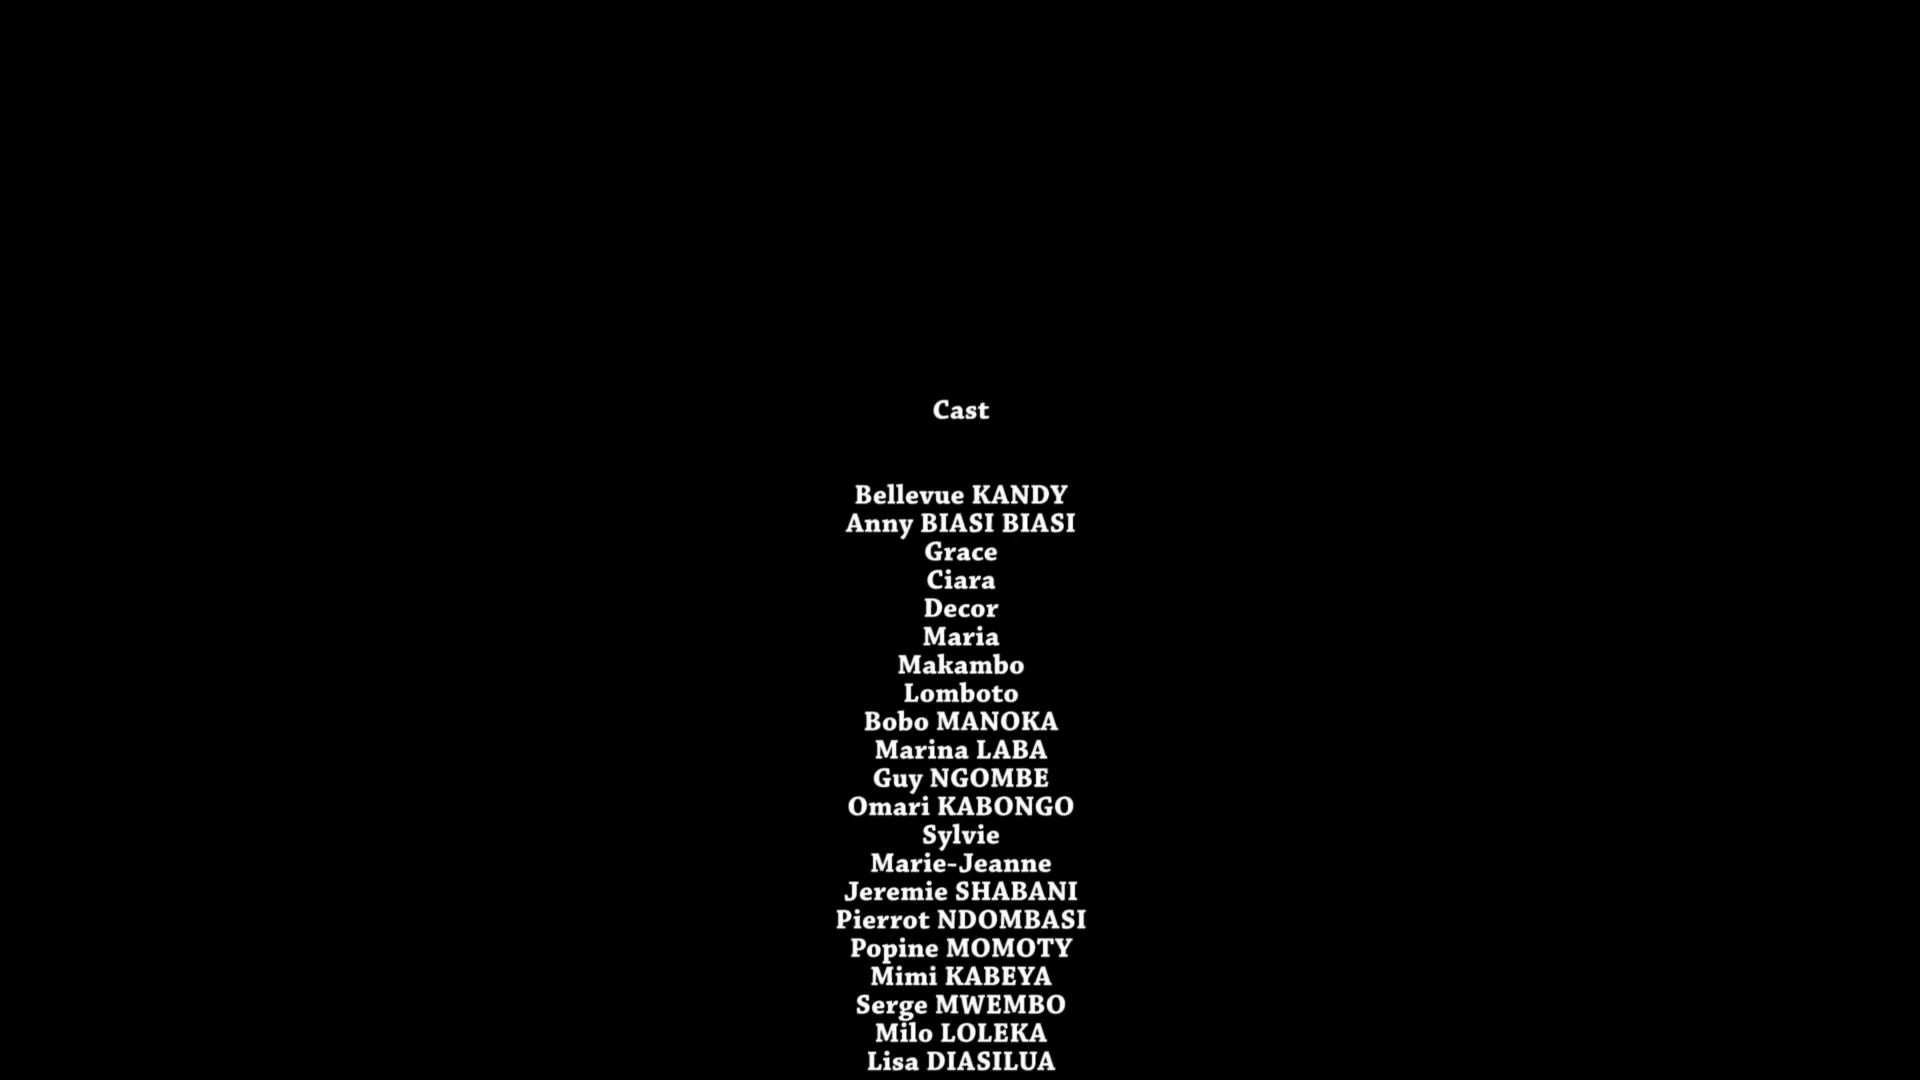 Cast
Bellevue KANDY
Anny BIASI BIASI
Grace
Ciara
Decor
Maria
Makambo
Lomboto
Bobo MANOKA
Marina LABA
Guy NGOMBE
Omari KABONGO
Sylvie
Marie-Jeanne
Jeremie SHABANI
Pierrot NDOMBASI
Popine MOMOTY
Mimi KABEYA
Serge MWEMBO
Milo LOLEKA
Lisa DIASILUA